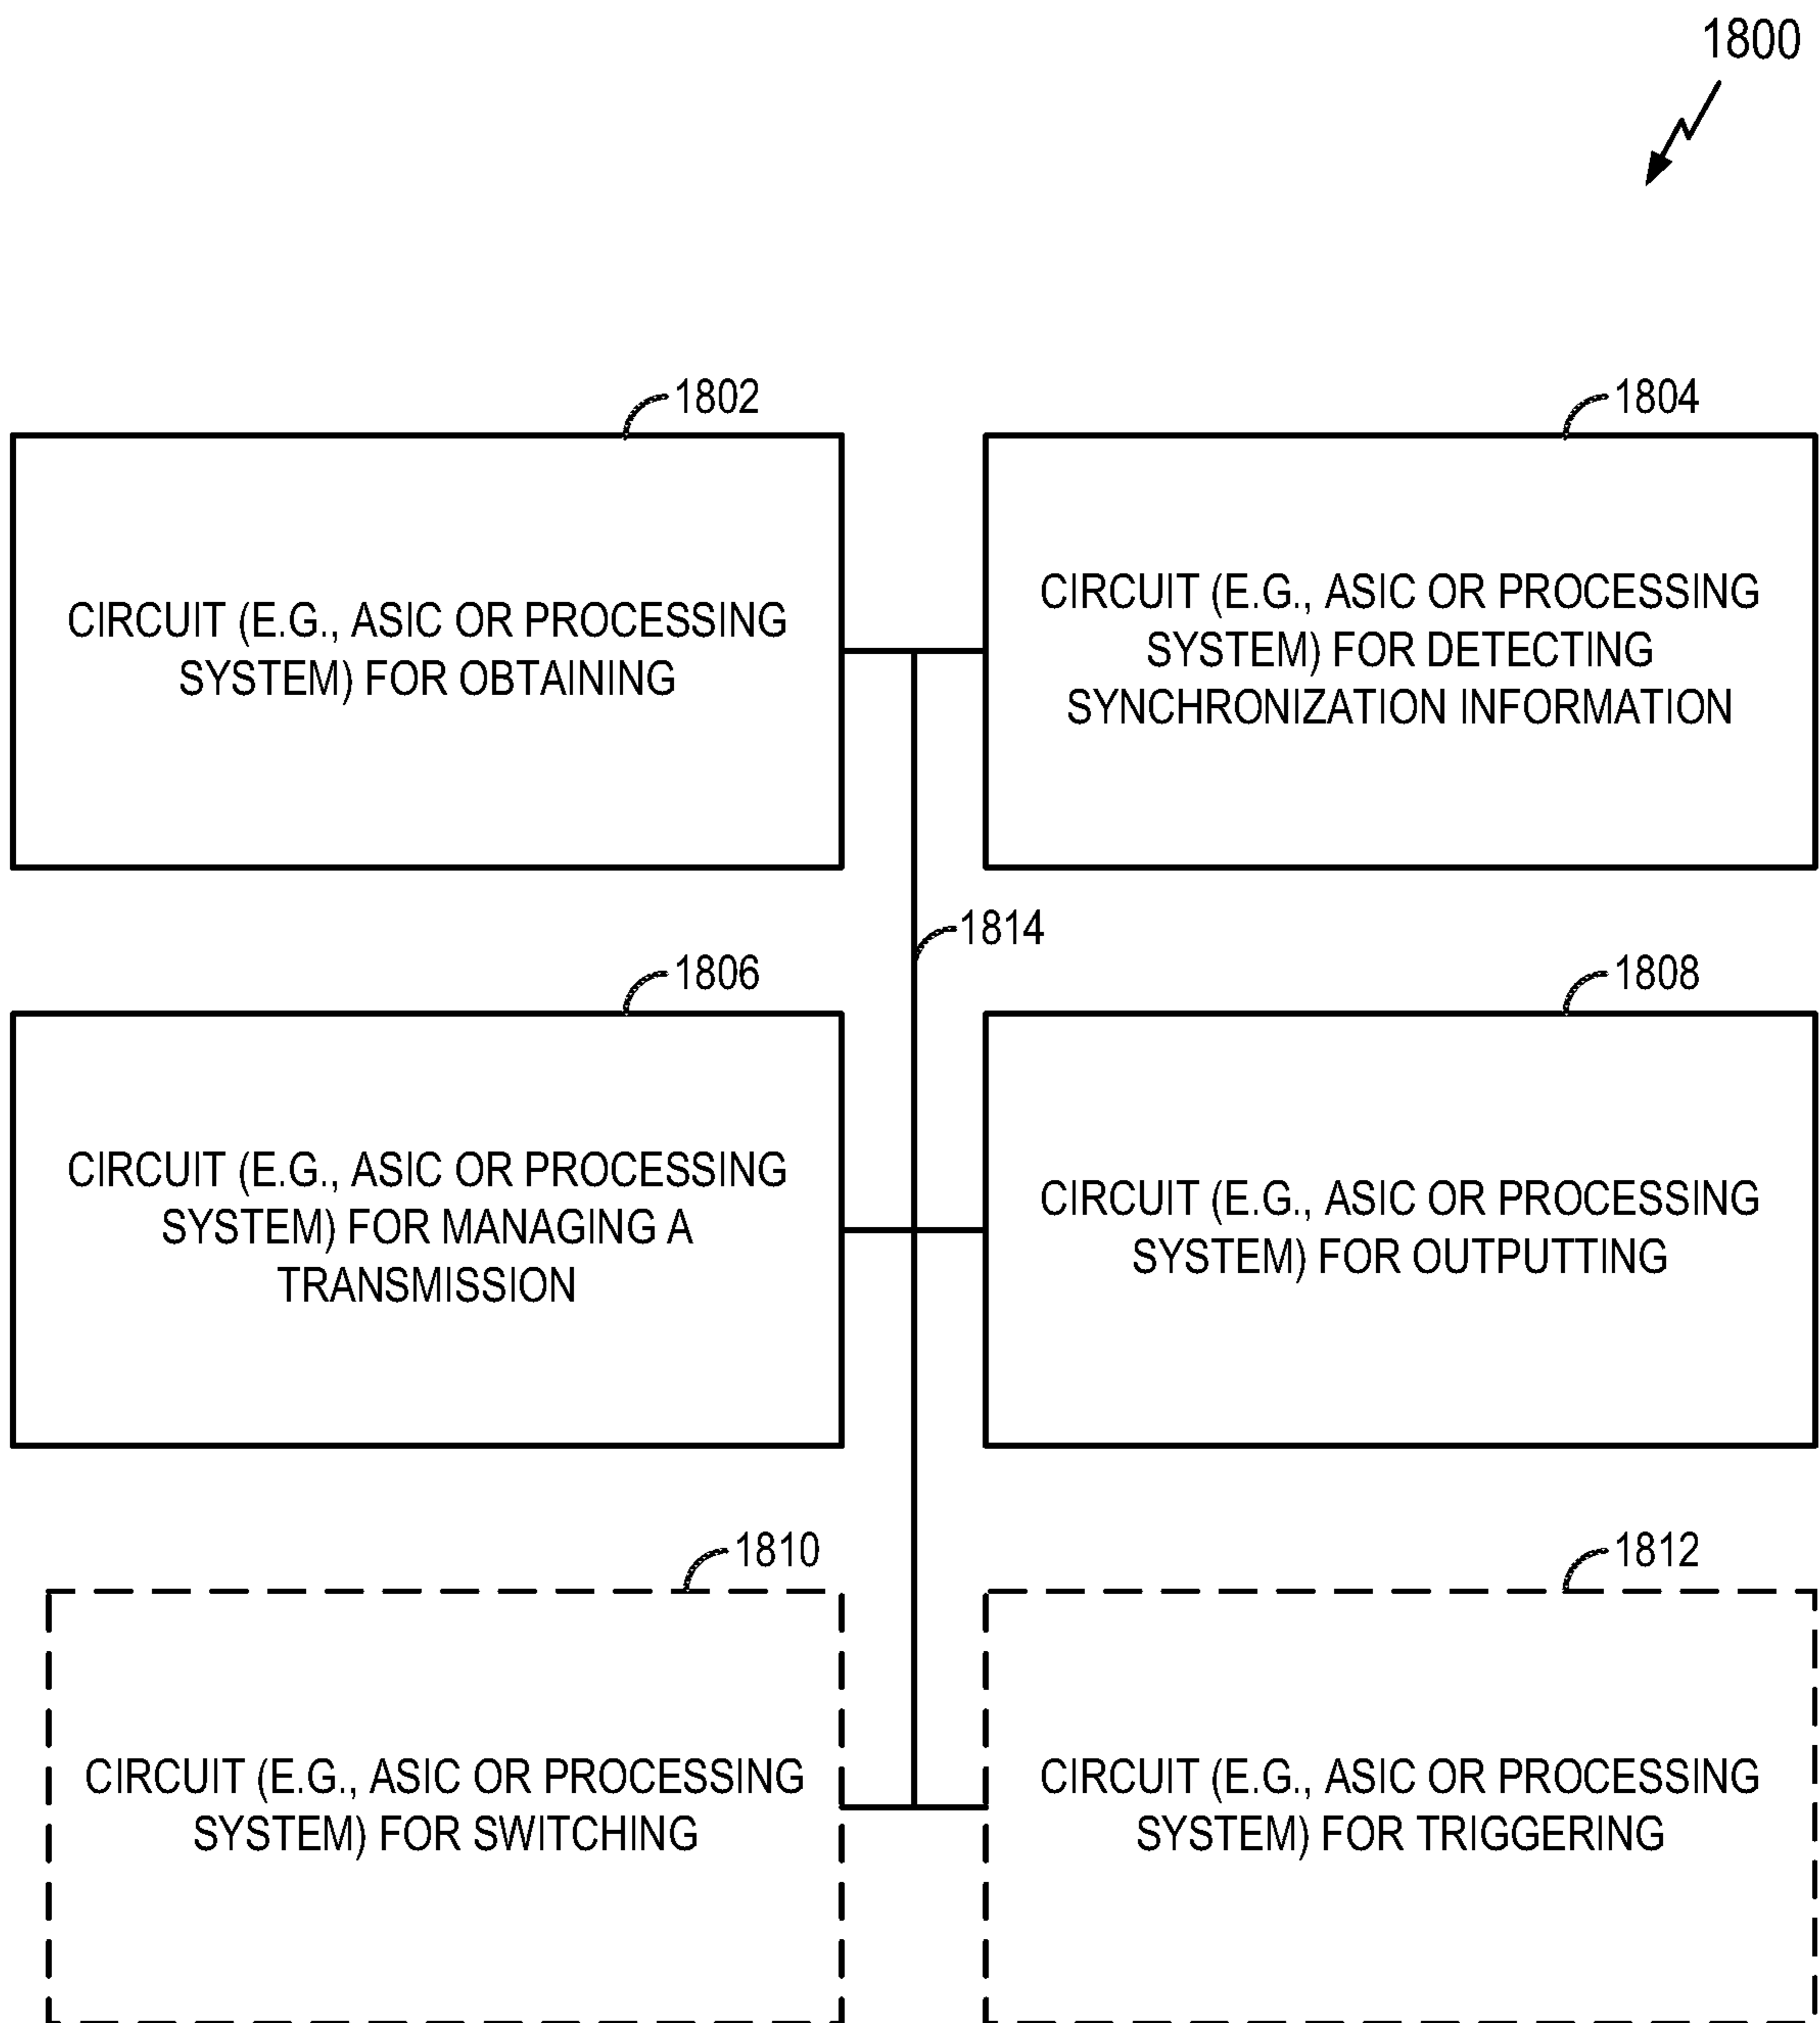 1800
1802
CIRCUIT (E.G., ASIC OR PROCESSING
SYSTEM) FOR OBTAINING
1804
CIRCUIT (E.G., ASIC OR PROCESSING
SYSTEM) FOR DETECTING
SYNCHRONIZATION INFORMATION
1814
1806
CIRCUIT (E.G., ASIC OR PROCESSING
SYSTEM) FOR MANAGING A
TRANSMISSION
1808
CIRCUIT (E.G., ASIC OR PROCESSING
SYSTEM) FOR OUTPUTTING
1810
CIRCUIT (E.G., ASIC OR PROCESSING
SYSTEM) FOR SWITCHING
1812
CIRCUIT (E.G., ASIC OR PROCESSING
SYSTEM) FOR TRIGGERING